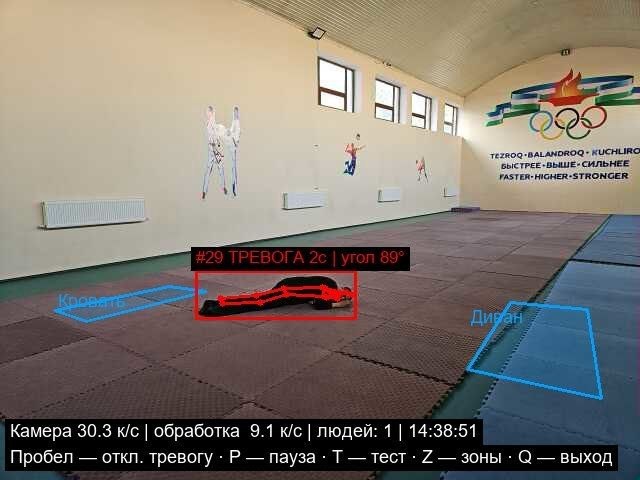 TEZROQ • BALANDROQ • KUCHLIRO
БЫСТРЕЕ • ВЫШЕ • СИЛЬНЕЕ
FASTER • HIGHER • STRONGER
#29 ТРЕВОГА 2с | угол 89°
Кровать
Диван
Камера 30.3 к/с | обработка 9.1 к/с | людей: 1 | 14:38:51
Пробел — откл. тревогу · P — пауза · T — тест · Z — зоны · Q — выход